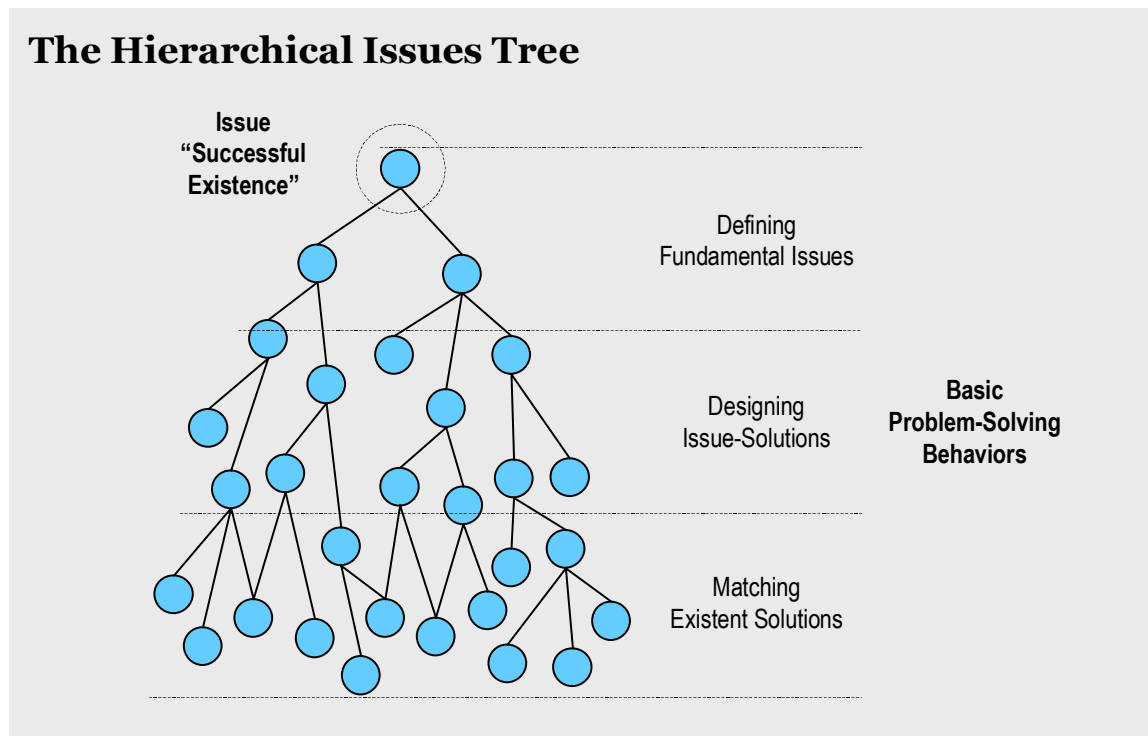 The Hierarchical Issues Tree
Issue
“Successful
Existence”
Defining
Fundamental Issues
Designing
Issue-Solutions
Basic
Problem-Solving
Behaviors
Matching
Existent Solutions